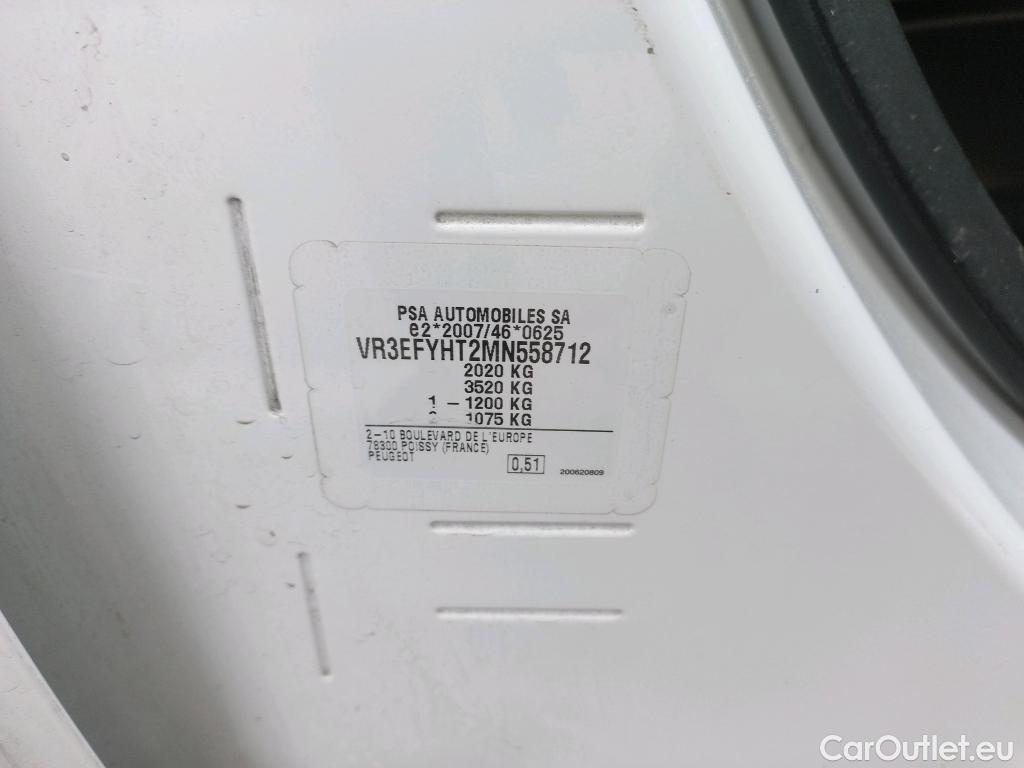 PSA AUTOMOBILES SA
e2*2007/46*0625
VR3EFYHT2MN558712
2020 KG
3520 KG
1 - 1200 KG
2 - 1075 KG
2-10 BOULEVARD DE L'EUROPE
78300 POISSY (FRANCE)
PEUGEOT
0,51
200620809
CarOutlet.eu